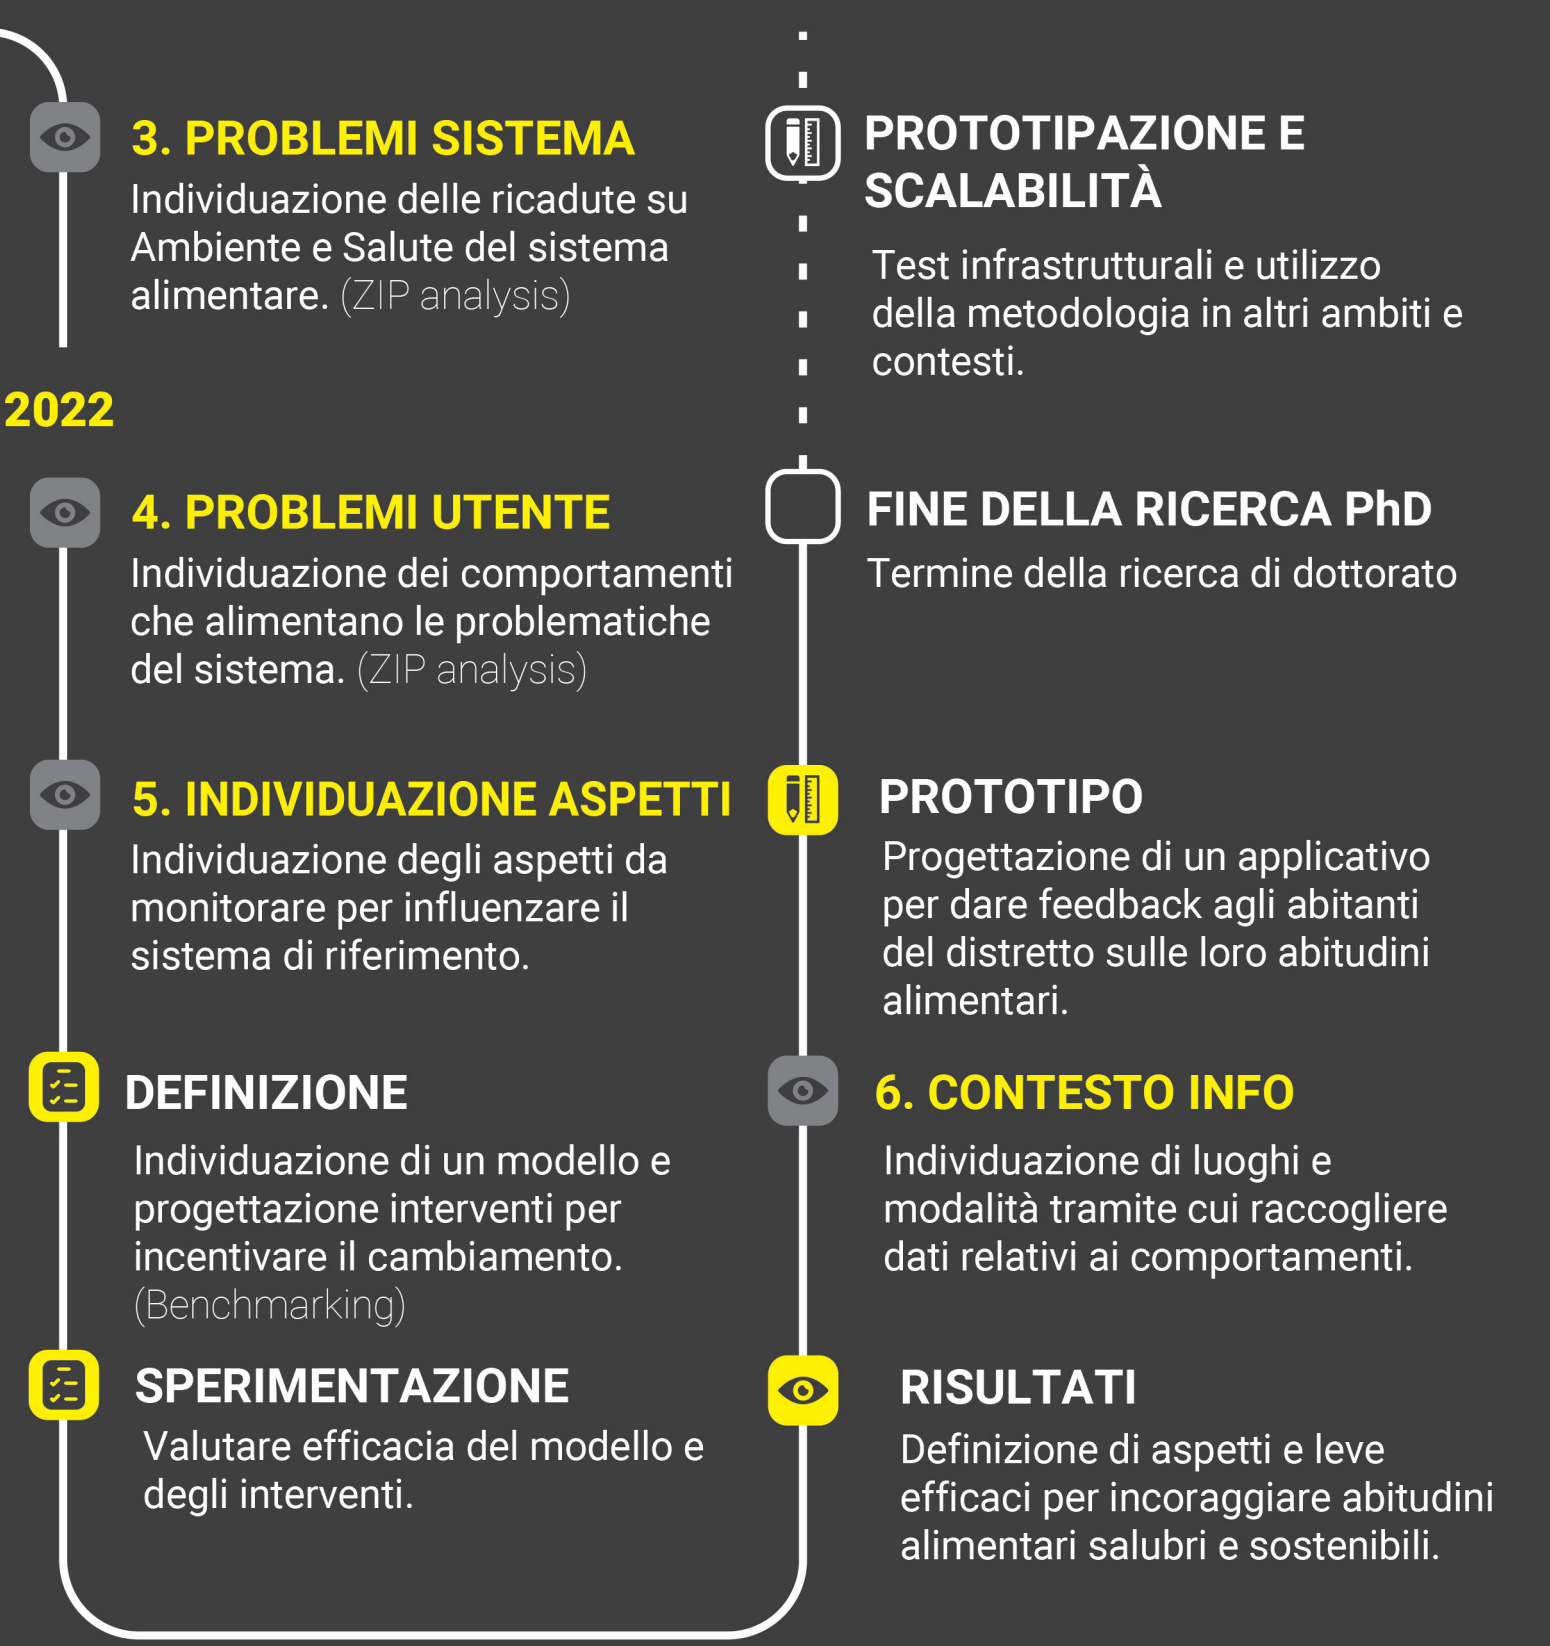 3. PROBLEMI SISTEMA
Individuazione delle ricadute su
Ambiente e Salute del sistema
alimentare. (ZIP analysis)
2022
4. PROBLEMI UTENTE
Individuazione dei comportamenti
che alimentano le problematiche
del sistema. (ZIP analysis)
5. INDIVIDUAZIONE ASPETTI
Individuazione degli aspetti da
monitorare per influenzare il
sistema di riferimento.
DEFINIZIONE
Individuazione di un modello e
progettazione interventi per
incentivare il cambiamento.
(Benchmarking)
SPERIMENTAZIONE
Valutare efficacia del modello e
degli interventi.
PROTOTIPAZIONE E
SCALABILITÀ
Test infrastrutturali e utilizzo
della metodologia in altri ambiti e
contesti.
FINE DELLA RICERCA PhD
Termine della ricerca di dottorato
PROTOTIPO
Progettazione di un applicativo
per dare feedback agli abitanti
del distretto sulle loro abitudini
alimentari.
6. CONTESTO INFO
Individuazione di luoghi e
modalità tramite cui raccogliere
dati relativi ai comportamenti.
RISULTATI
Definizione di aspetti e leve
efficaci per incoraggiare abitudini
alimentari salubri e sostenibili.